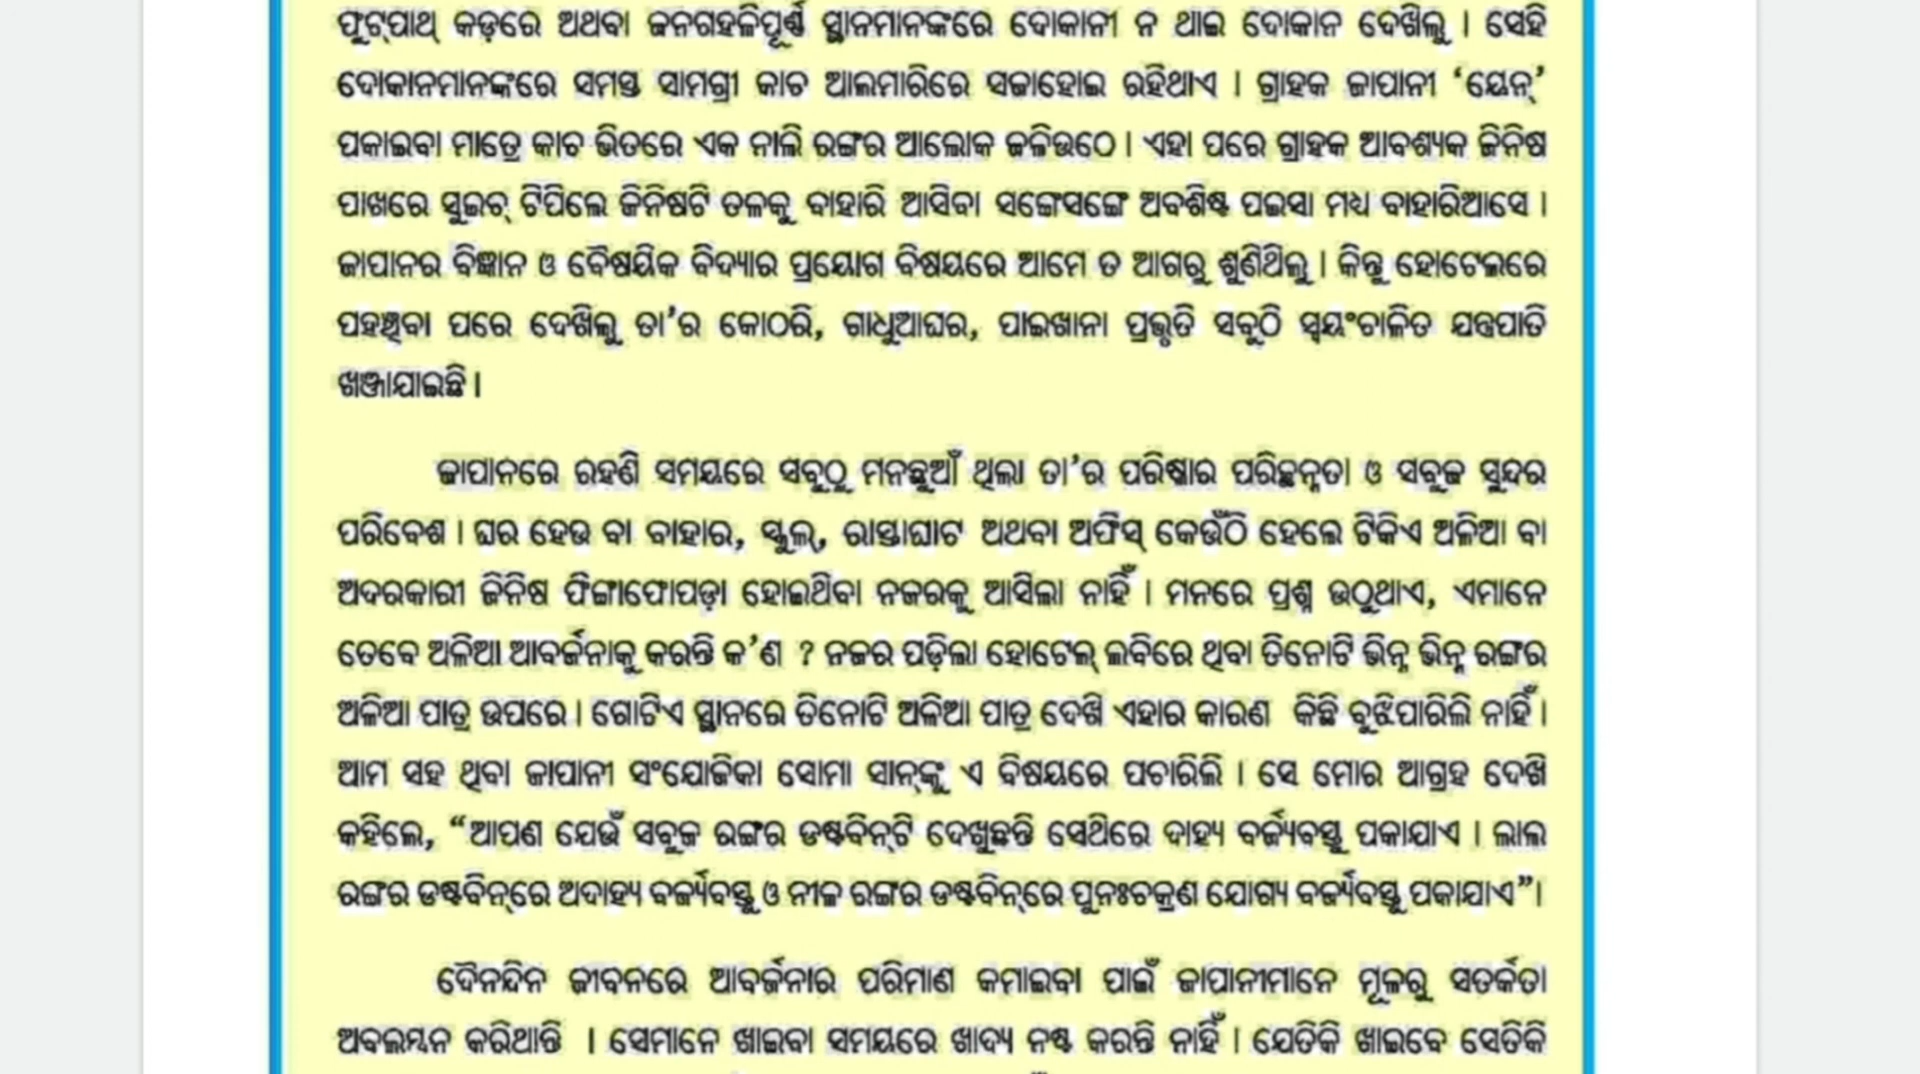 ଫୁଟ୍‌ପାଥ୍ କଡ଼ରେ ଅଥବା ଜନଗହଳିପୂର୍ଣ୍ଣ ସ୍ଥାନମାନଙ୍କରେ ଦୋକାନୀ ନ ଥାଇ ଦୋକାନ ଦେଖିଲୁ । ସେହି
ଦୋକାନମାନଙ୍କରେ ସମସ୍ତ ସାମଗ୍ରୀ କାଚ ଆଲମାରିରେ ସଜାହୋଇ ରହିଥାଏ । ଗ୍ରାହକ ଜାପାନୀ ‘ୟେନ୍’
ପକାଇବା ମାତ୍ରେ କାଚ ଭିତରେ ଏକ ନାଲି ରଙ୍ଗର ଆଲୋକ ଜଳିଉଠେ । ଏହା ପରେ ଗ୍ରାହକ ଆବଶ୍ୟକ ଜିନିଷ
ପାଖରେ ସୁଇଚ୍ ଟିପିଲେ ଜିନିଷଟି ତଳକୁ ବାହାରି ଆସିବା ସଙ୍ଗେସଙ୍ଗେ ଅବଶିଷ୍ଟ ପଇସା ମଧ୍ୟ ବାହାରିଆସେ ।
ଜାପାନର ବିଜ୍ଞାନ ଓ ବୈଷୟିକ ବିଦ୍ୟାର ପ୍ରୟୋଗ ବିଷୟରେ ଆମେ ତ ଆଗରୁ ଶୁଣିଥିଲୁ । କିନ୍ତୁ ହୋଟେଲରେ
ପହଞ୍ଚିବା ପରେ ଦେଖିଲୁ ତା’ର କୋଠରି, ଗାଧୁଆଘର, ପାଇଖାନା ପ୍ରଭୃତି ସବୁଠି ସ୍ୱୟଂଚାଳିତ ଯନ୍ତ୍ରପାତି
ଖଞ୍ଜାଯାଇଛି ।
ଜାପାନରେ ରହଣି ସମୟରେ ସବୁଠୁ ମନଛୁଆଁ ଥିଲା ତା’ର ପରିଷ୍କାର ପରିଚ୍ଛନ୍ନତା ଓ ସବୁଜ ସୁନ୍ଦର
ପରିବେଶ । ଘର ହେଉ ବା ବାହାର, ସ୍କୁଲ୍, ରାସ୍ତାଘାଟ ଅଥବା ଅଫିସ୍ କେଉଁଠି ହେଲେ ଟିକିଏ ଅଳିଆ ବା
ଅଦରକାରୀ ଜିନିଷ ଫିଙ୍ଗାଫୋପଡ଼ା ହୋଇଥିବା ନଜରକୁ ଆସିଲା ନାହିଁ । ମନରେ ପ୍ରଶ୍ନ ଉଠୁଥାଏ, ଏମାନେ
ତେବେ ଅଳିଆ ଆବର୍ଜନାକୁ କରନ୍ତି କ’ଣ ? ନଜର ପଡ଼ିଲା ହୋଟେଲ୍ ଲବିରେ ଥିବା ତିନୋଟି ଭିନ୍ନ ଭିନ୍ନ ରଙ୍ଗର
ଅଳିଆ ପାତ୍ର ଉପରେ । ଗୋଟିଏ ସ୍ଥାନରେ ତିନୋଟି ଅଳିଆ ପାତ୍ର ଦେଖି ଏହାର କାରଣ କିଛି ବୁଝିପାରିଲି ନାହିଁ ।
ଆମ ସହ ଥିବା ଜାପାନୀ ସଂଯୋଜିକା ସୋମା ସାନ୍‌ଙ୍କୁ ଏ ବିଷୟରେ ପଚାରିଲି । ସେ ମୋର ଆଗ୍ରହ ଦେଖି
କହିଲେ, “ଆପଣ ଯେଉଁ ସବୁଜ ରଙ୍ଗର ଡଷ୍ଟବିନ୍‌ଟି ଦେଖୁଛନ୍ତି ସେଥିରେ ଦାହ୍ୟ ବର୍ଜ୍ୟବସ୍ତୁ ପକାଯାଏ । ଲାଲ
ରଙ୍ଗର ଡଷ୍ଟବିନ୍‌ରେ ଅଦାହ୍ୟ ବର୍ଜ୍ୟବସ୍ତୁ ଓ ନୀଳ ରଙ୍ଗର ଡଷ୍ଟବିନ୍‌ରେ ପୁନଃଚକ୍ରଣ ଯୋଗ୍ୟ ବର୍ଜ୍ୟବସ୍ତୁ ପକାଯାଏ” ।
ଦୈନନ୍ଦିନ ଜୀବନରେ ଆବର୍ଜନାର ପରିମାଣ କମାଇବା ପାଇଁ ଜାପାନୀମାନେ ମୂଳରୁ ସତର୍କତା
ଅବଲମ୍ବନ କରିଥାନ୍ତି । ସେମାନେ ଖାଇବା ସମୟରେ ଖାଦ୍ୟ ନଷ୍ଟ କରନ୍ତି ନାହିଁ । ଯେତିକି ଖାଇବେ ସେତିକି